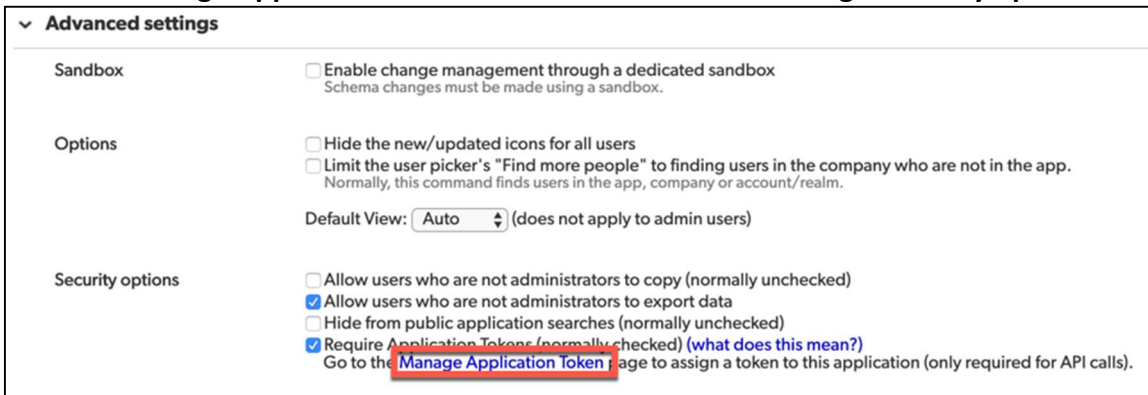 Advanced settings
Sandbox
Enable change management through a dedicated sandbox
Schema changes must be made using a sandbox.
Options
Hide the new/updated icons for all users
Limit the user picker's "Find more people" to finding users in the company who are not in the app.
Normally, this command finds users in the app, company or account/realm.
Default View: Auto (does not apply to admin users)
Security options
Allow users who are not administrators to copy (normally unchecked)
Allow users who are not administrators to export data
Hide from public application searches (normally unchecked)
Require Application Tokens (normally checked) (what does this mean?)
Go to the Manage Application Token page to assign a token to this application (only required for API calls).